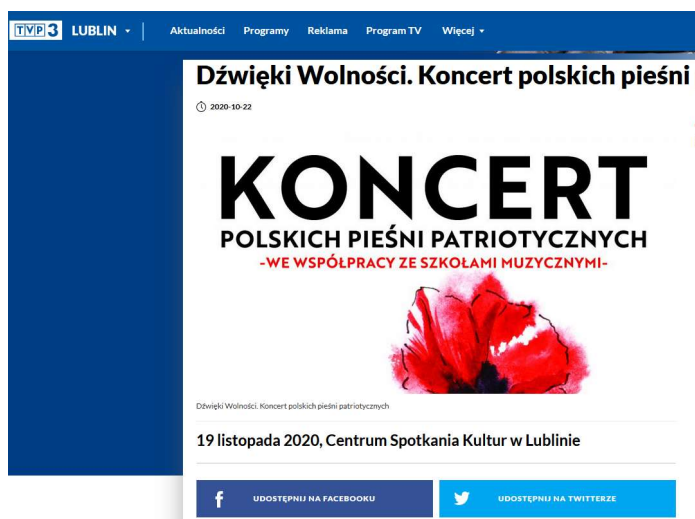 TVP3 LUBLIN Aktualności Programy Reklama Program TV Więcej
Dźwięki Wolności. Koncert polskich pieśni
2020-10-22
KONCERT
POLSKICH PIEŚNI PATRIOTYCZNYCH
-WE WSPÓŁPRACY ZE SZKOŁAMI MUZYCZNYMI-
Dźwięki Wolności. Koncert polskich pieśni patriotycznych
19 listopada 2020, Centrum Spotkania Kultur w Lublinie
f UDOSTĘPNIJ NA FACEBOOKU UDOSTĘPNIJ NA TWITTERZE